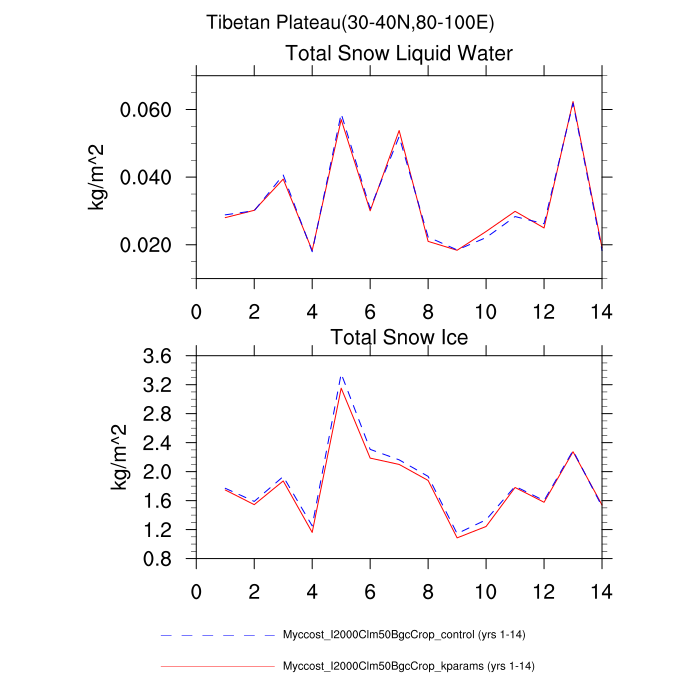 Tibetan Plateau(30-40N,80-100E)
Total Snow Liquid Water
0.060
0.040
0.020
kg/m^2
0 2 4 6 8 10 12 14
Total Snow Ice
3.6
3.2
2.8
2.4
2.0
1.6
1.2
0.8
kg/m^2
0 2 4 6 8 10 12 14
Myccost_I2000Clm50BgcCrop_control (yrs 1-14)
Myccost_I2000Clm50BgcCrop_kparams (yrs 1-14)